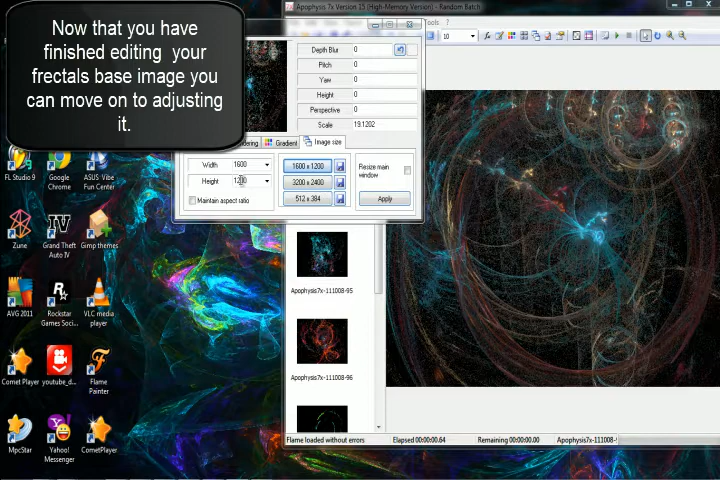 Apophysis 7x Version 15 (High-Memory Version) - Random Batch
Now that you have
finished editing your
frectals base image you
can move on to adjusting
it.
Tools ?
10
Depth Blur 0
Pitch 0
Yaw 0
Height 0
Perspective 0
Scale 19.1202
Gradient
Image size
Width 1600
1600 x 1200
Height 1200
3200 x 2400
512 x 384
Maintain aspect ratio
Resize main
window
Apply
FL Studio 9
Google
Chrome
ASUS Vibe
Fun Center
Zune
Grand Theft
Auto IV
Gimp themes
AVG 2011
Rockstar
Games Soci...
VLC media
player
Comet Player
youtube_d...
Flame
Painter
MpcStar
Yahoo!
Messenger
CometPlayer
Apophysis7x-111008-95
Apophysis7x-111008-96
Flame loaded without errors
Elapsed 00:00:00.64
Remaining 00:00:00.00
Apophysis7x-111008-